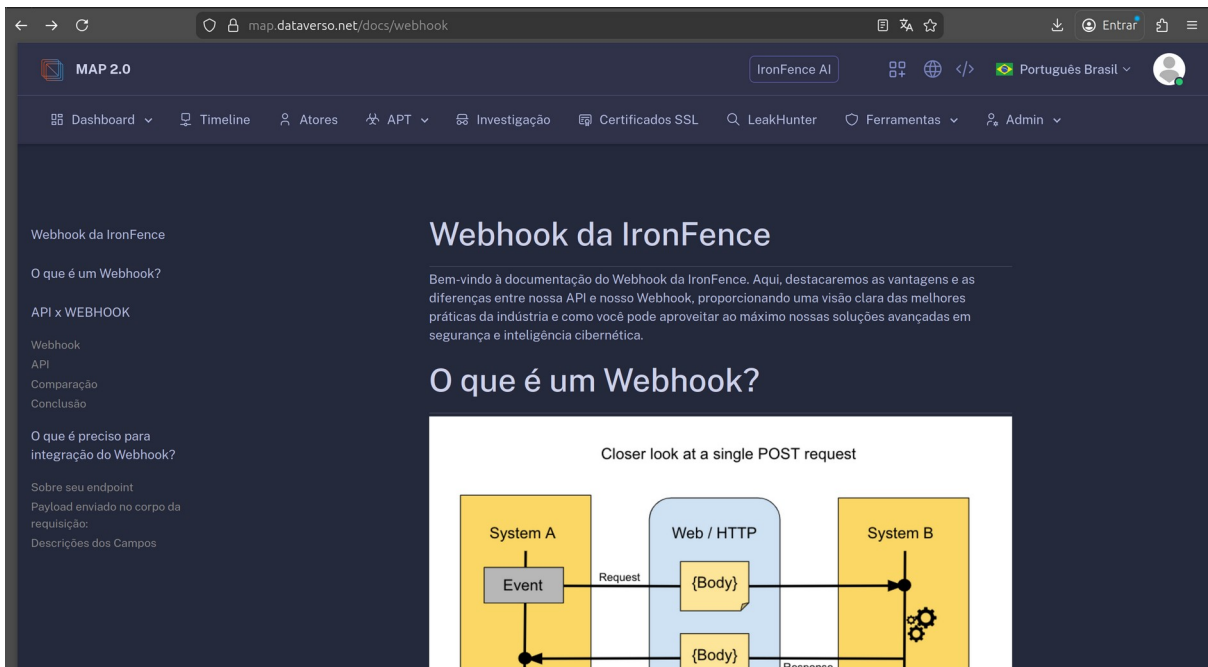 map.dataverso.net/docs/webhook
Entrar
MAP 2.0
IronFence AI
</>
Português Brasil
Dashboard
Timeline
Atores
APT
Investigação
Certificados SSL
LeakHunter
Ferramentas
Admin
Webhook da IronFence
O que é um Webhook?
API x WEBHOOK
Webhook
API
Comparação
Conclusão
O que é preciso para
integração do Webhook?
Sobre seu endpoint
Payload enviado no corpo da
requisição:
Descrições dos Campos
Webhook da IronFence
Bem-vindo à documentação do Webhook da IronFence. Aqui, destacaremos as vantagens e as
diferenças entre nossa API e nosso Webhook, proporcionando uma visão clara das melhores
práticas da indústria e como você pode aproveitar ao máximo nossas soluções avançadas em
segurança e inteligência cibernética.
O que é um Webhook?
Closer look at a single POST request
System A
Web / HTTP
System B
Event
Request
{Body}
{Body}
Response